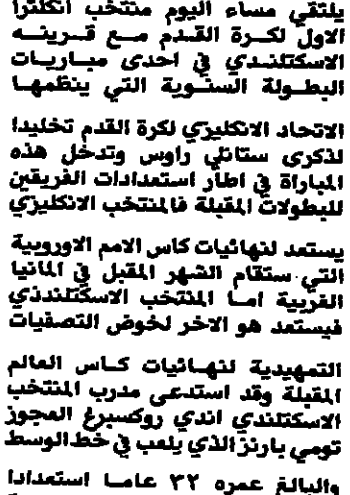 يلتقي مساء اليوم منتخب انكلترا
الاول لكرة القدم مع قرينه
الاسكتلندي في احدى مباريات
البطولة السنوية التي ينظمها
الاتحاد الانكليزي لكرة القدم تخليدا
لذكرى ستانلي راوس وتدخل هذه
المباراة في اطار استعدادات الفريقين
للبطولات المقبلة فالمنتخب الانكليزي
يستعد لنهائيات كاس الامم الاوروبية
التي ستقام الشهر المقبل في المانيا
الغربية اما المنتخب الاسكتلندذي
فيستعد هو الاخر لخوض التصفيات
التمهيدية لنهائيات كاس العالم
المقبلة وقد استدعى مدرب المنتخب
الاسكتلندي اندي روكسبرغ العجوز
تومي بارنز الذي يلعب في خط الوسط
والبالغ عمره ٣٢ عاما استعدادا